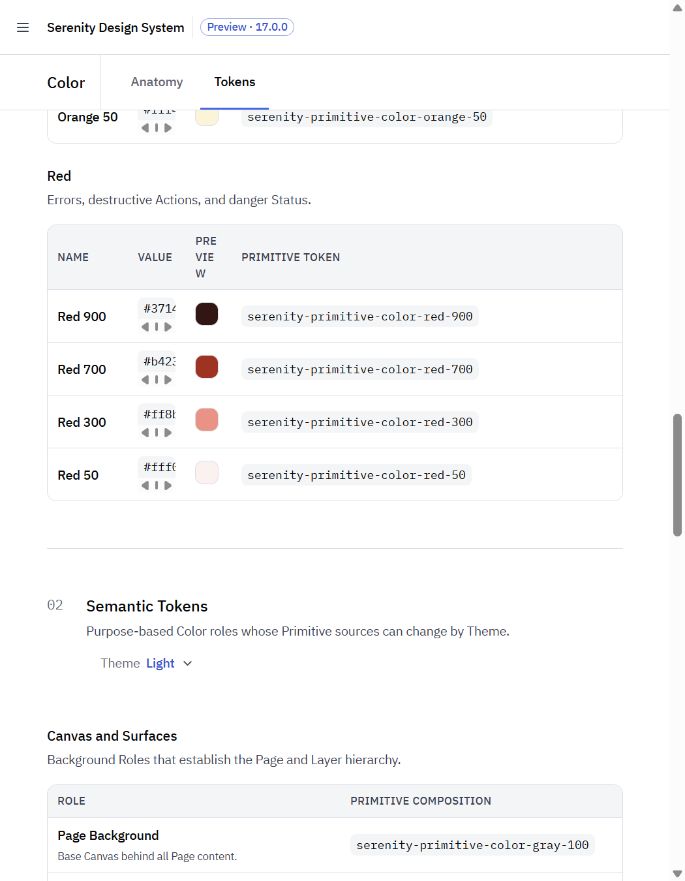 Serenity Design System Preview · 17.0.0
Color Anatomy Tokens
Orange 50 serenity-primitive-color-orange-50
Red
Errors, destructive Actions, and danger Status.
NAME VALUE PREVIEW PRIMITIVE TOKEN
Red 900 #3714 serenity-primitive-color-red-900
Red 700 #b423 serenity-primitive-color-red-700
Red 300 #ff8b serenity-primitive-color-red-300
Red 50 #fff0 serenity-primitive-color-red-50
02 Semantic Tokens
Purpose-based Color roles whose Primitive sources can change by Theme.
Theme Light
Canvas and Surfaces
Background Roles that establish the Page and Layer hierarchy.
ROLE PRIMITIVE COMPOSITION
Page Background
Base Canvas behind all Page content.
serenity-primitive-color-gray-100